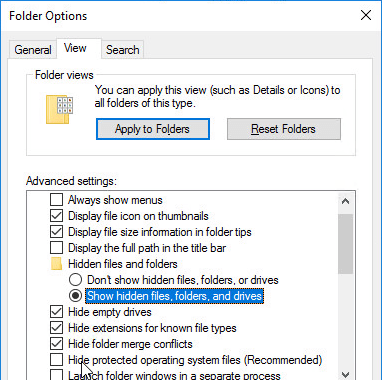 Folder Options
General View Search
Folder views
You can apply this view (such as Details or Icons) to
all folders of this type.
Apply to Folders Reset Folders
Advanced settings:
Always show menus
Display file icon on thumbnails
Display file size information in folder tips
Display the full path in the title bar
Hidden files and folders
Don't show hidden files, folders, or drives
Show hidden files, folders, and drives
Hide empty drives
Hide extensions for known file types
Hide folder merge conflicts
Hide protected operating system files (Recommended)
Launch folder windows in a separate process